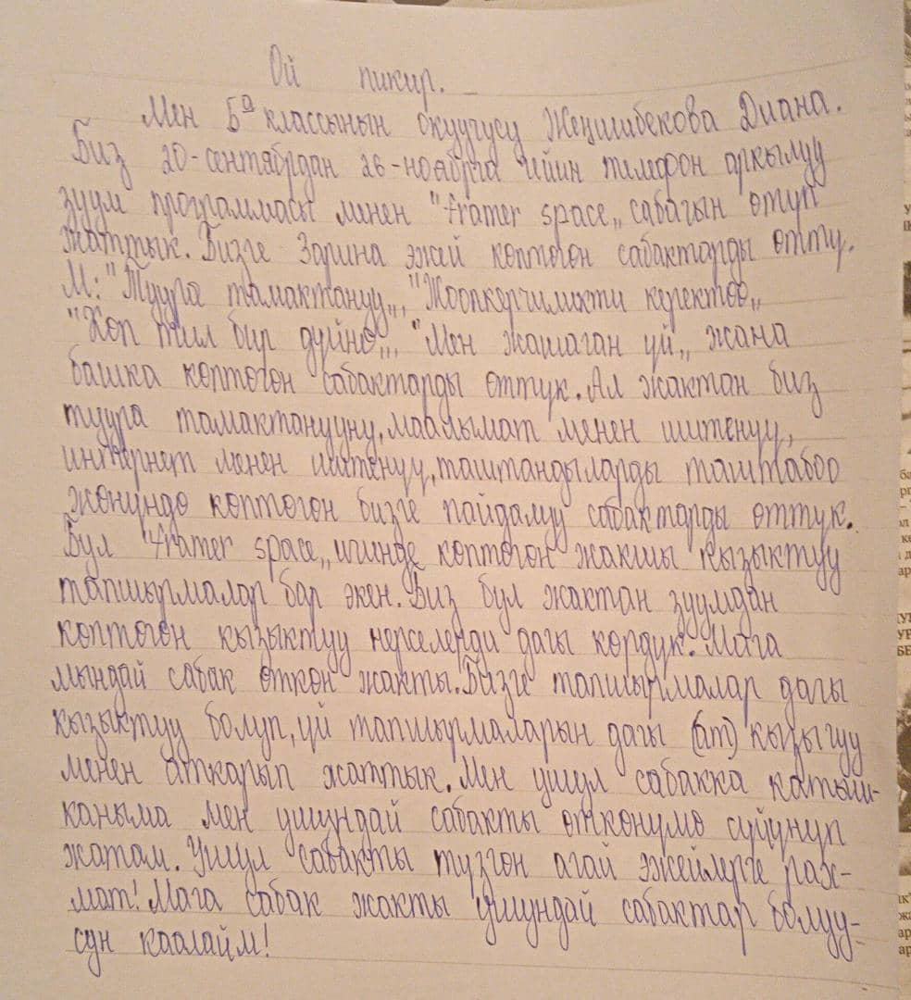 Ой пикир.
Мен 5а классынын окуучусу Жеңишбекова Диана.
Биз 20-сентябрдан 26-ноябрга чейин телефон аркылуу
зуум программасы менен "framer space„ сабагын өтүп
жаттык. Бизге Зарина эжей көптөгөн сабактарды өттү.
М: "Туура тамактануу„, "Жоопкерчиликти керектөө„
"Көп тил бир дүйнө„, "Мен жашаган үй„ жана
башка көптөгөн сабактарды өттүк. Ал жактан биз
туура тамактанууну, маалымат менен иштенүү,
интернет менен иштенүү, таштандыларды таштабоо
жөнүндө көптөгөн бизге пайдалуу сабактарды өттүк.
Бул "framer space„ ичинде көптөгөн жакшы кызыктуу
тапшырмалар бар экен. Биз бул жактан зуумдан
көптөгөн кызыктуу нерселерди дагы көрдүк. Мага
мындай сабак өткөн жакты. Бизге тапшырмалар дагы
кызыктуу болуп, үй тапшырмаларын дагы (ат) кызыгуу
менен аткарып жаттык. Мен ушул сабакка катыш-
каныма мен ушундай сабакты өткөнүмө сүйүнүп
жатам. Ушул сабакты түзгөн агай эжейлерге рах-
мат! Мага сабак жакты ушундай сабактар болуу-
сун каалайм!